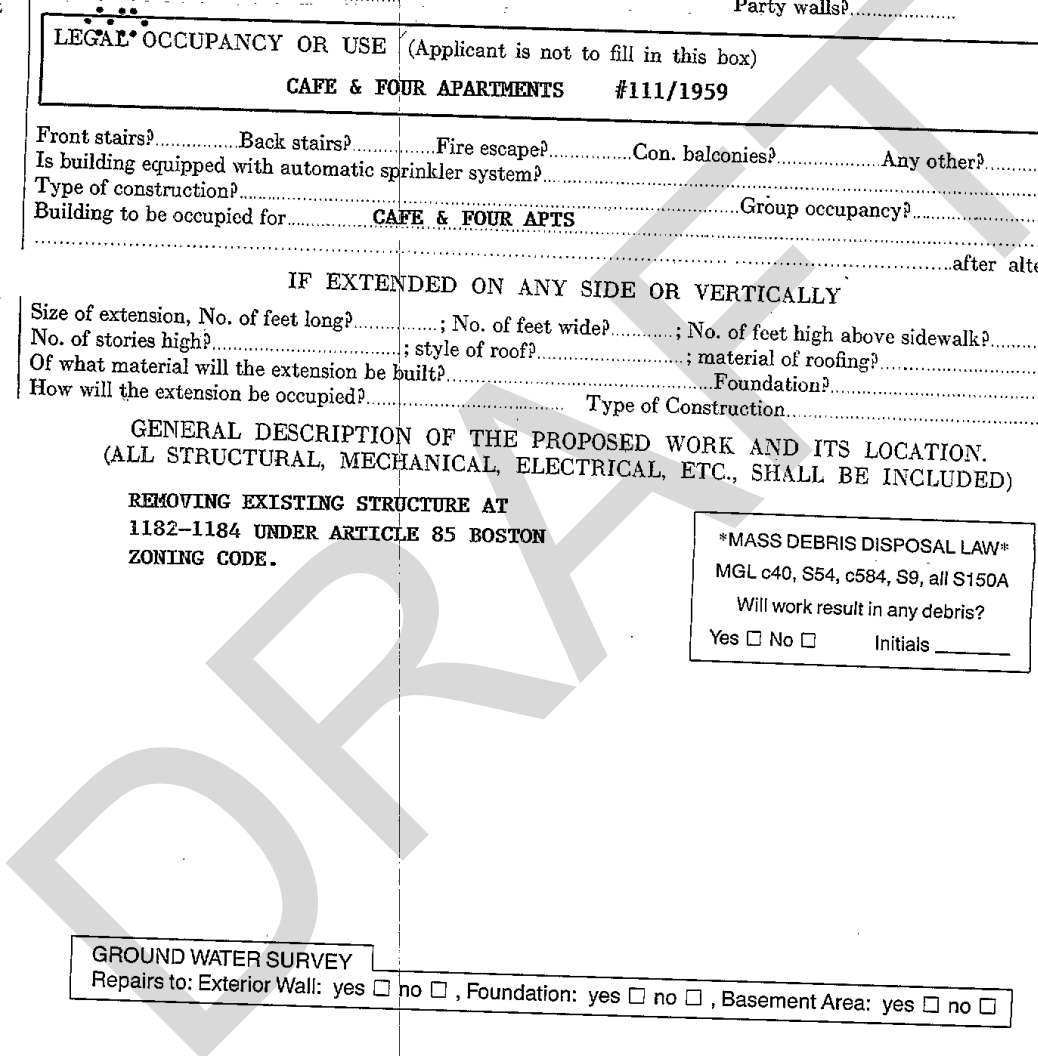 Party walls?....................
LEGAL OCCUPANCY OR USE (Applicant is not to fill in this box)
CAFE & FOUR APARTMENTS #111/1959
Front stairs?...............Back stairs?...............Fire escape?...............Con. balconies?...................Any other?..........
Is building equipped with automatic sprinkler system?....................
Type of construction?....................Group occupancy?....................
Building to be occupied for...............CAFE & FOUR APTS....................
....................after alte
IF EXTENDED ON ANY SIDE OR VERTICALLY
Size of extension, No. of feet long?...............; No. of feet wide?...........; No. of feet high above sidewalk?..........
No. of stories high?....................; style of roof?....................; material of roofing?....................
Of what material will the extension be built?....................Foundation?....................
How will the extension be occupied?.................... Type of Construction....................
GENERAL DESCRIPTION OF THE PROPOSED WORK AND ITS LOCATION.
(ALL STRUCTURAL, MECHANICAL, ELECTRICAL, ETC., SHALL BE INCLUDED)
REMOVING EXISTING STRUCTURE AT
1182-1184 UNDER ARTICLE 85 BOSTON
ZONING CODE.
*MASS DEBRIS DISPOSAL LAW*
MGL c40, S54, c584, S9, all S150A
Will work result in any debris?
Yes ☐ No ☐ Initials ________
GROUND WATER SURVEY
Repairs to: Exterior Wall: yes ☐ no ☐ , Foundation: yes ☐ no ☐ , Basement Area: yes ☐ no ☐
DRAFT